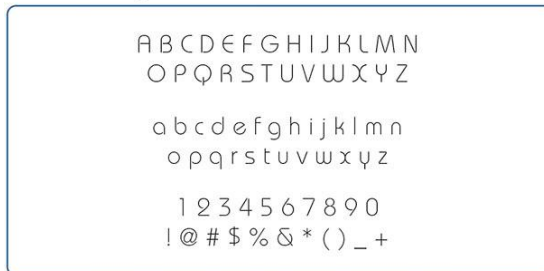 ABCDEFGHIJKLMN
OPQRSTUVWXYZ
abcdefghijklmn
opqrstuvwxyz
1234567890
!@#$%&*()_+